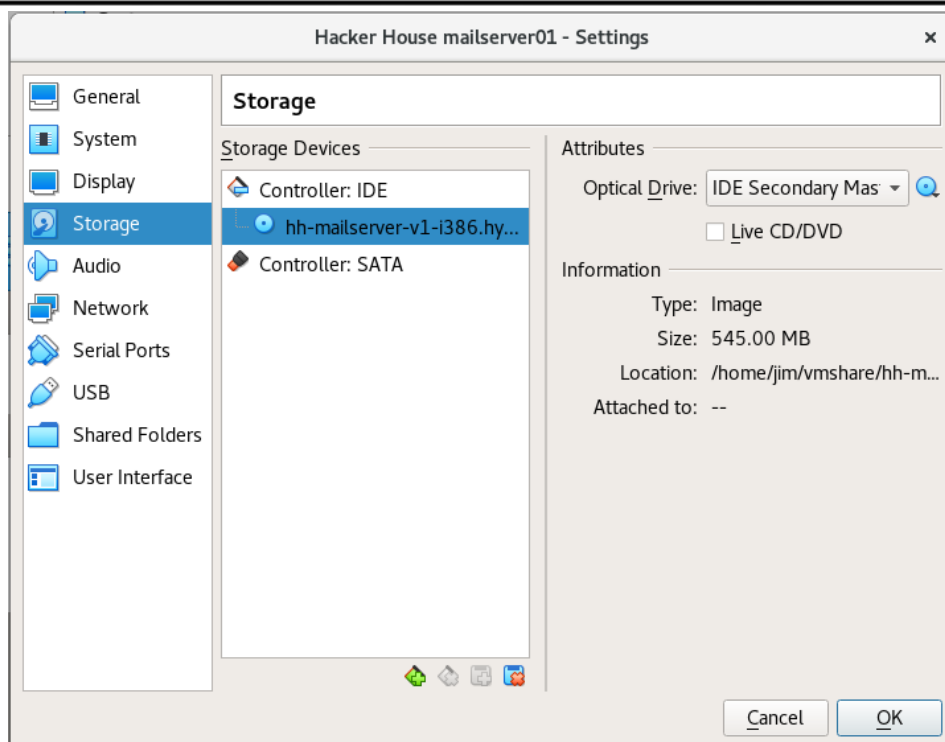 Hacker House mailserver01 - Settings
×
General
System
Display
Storage
Audio
Network
Serial Ports
USB
Shared Folders
User Interface
Storage
Storage Devices
Controller: IDE
hh-mailserver-v1-i386.hy...
Controller: SATA
Attributes
Optical Drive: IDE Secondary Mas
Live CD/DVD
Information
Type: Image
Size: 545.00 MB
Location: /home/jim/vmshare/hh-m...
Attached to: --
Cancel
OK